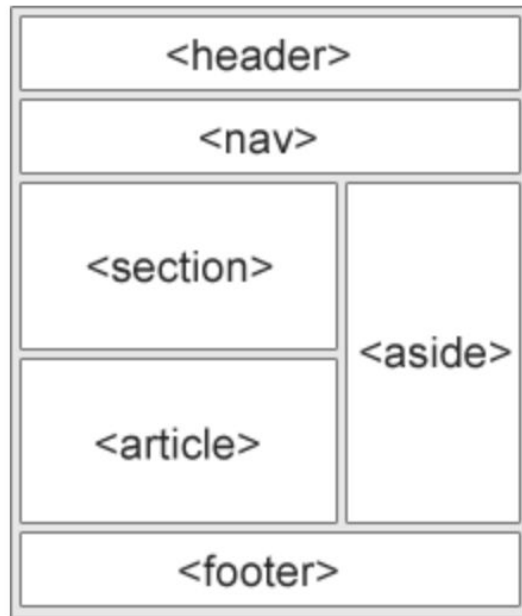 <header>
<nav>
<section>
<aside>
<article>
<footer>